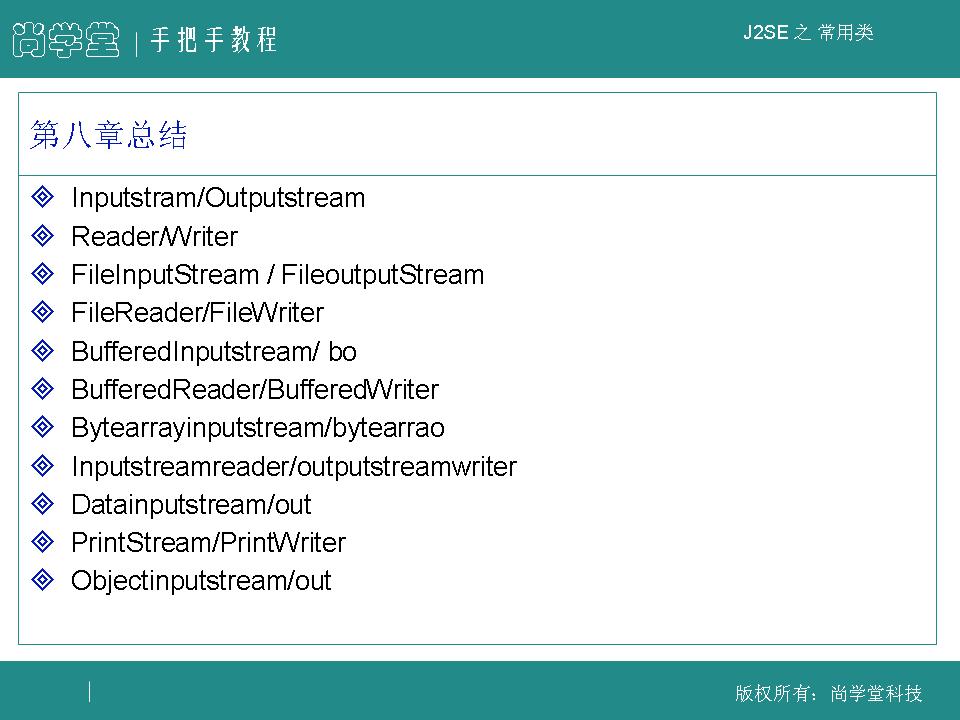 尚学堂 | 手把手教程
J2SE 之 常用类
第八章总结
Inputstram/Outputstream
Reader/Writer
FileInputStream / FileoutputStream
FileReader/FileWriter
BufferedInputstream/ bo
BufferedReader/BufferedWriter
Bytearrayinputstream/bytearrao
Inputstreamreader/outputstreamwriter
Datainputstream/out
PrintStream/PrintWriter
Objectinputstream/out
版权所有：尚学堂科技